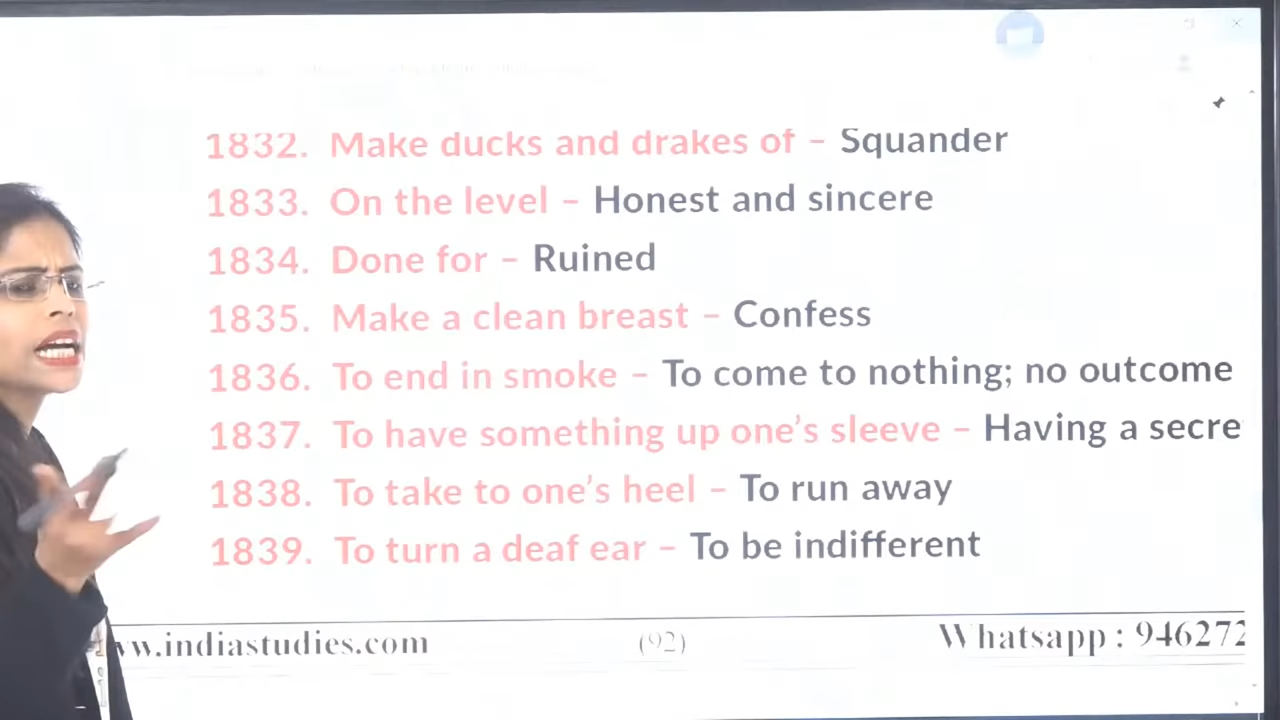 1832. Make ducks and drakes of – Squander
1833. On the level – Honest and sincere
1834. Done for – Ruined
1835. Make a clean breast – Confess
1836. To end in smoke – To come to nothing; no outcome
1837. To have something up one’s sleeve – Having a secre
1838. To take to one’s heel – To run away
1839. To turn a deaf ear – To be indifferent
ww.indiastudies.com (92) Whatsapp : 946272